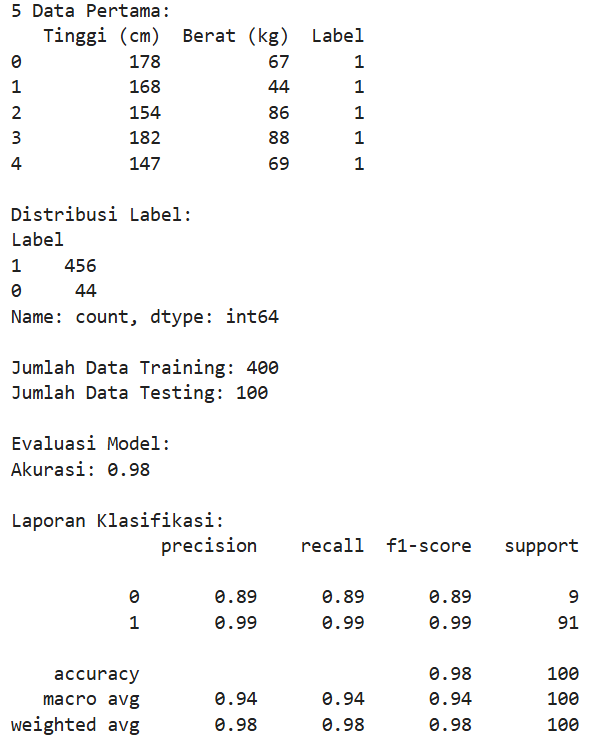 5 Data Pertama:
   Tinggi (cm)  Berat (kg)  Label
0          178          67      1
1          168          44      1
2          154          86      1
3          182          88      1
4          147          69      1

Distribusi Label:
Label
1    456
0     44
Name: count, dtype: int64

Jumlah Data Training: 400
Jumlah Data Testing: 100

Evaluasi Model:
Akurasi: 0.98

Laporan Klasifikasi:
              precision    recall  f1-score   support

           0       0.89      0.89      0.89         9
           1       0.99      0.99      0.99        91

    accuracy                           0.98       100
   macro avg       0.94      0.94      0.94       100
weighted avg       0.98      0.98      0.98       100